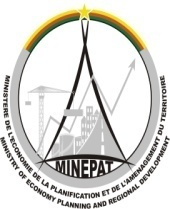 MINISTERE DE L'ECONOMIE DE LA PLANIFICATION ET DE L'AMENAGEMENT DU TERRITOIRE
MINEPAT
MINISTRY OF ECONOMY PLANNING AND REGIONAL DEVELOPMENT